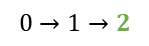 0 → 1 → 2